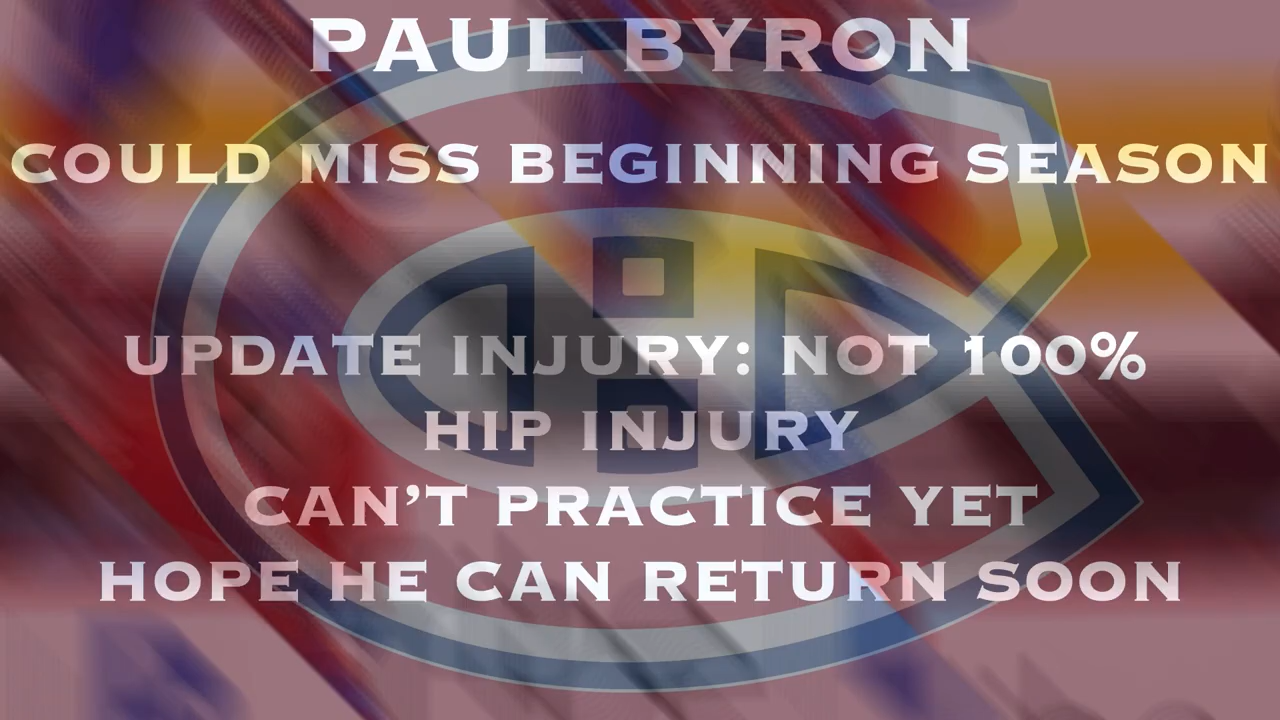 PAUL BYRON
COULD MISS BEGINNING SEASON
UPDATE INJURY: NOT 100%
HIP INJURY
CAN'T PRACTICE YET
HOPE HE CAN RETURN SOON